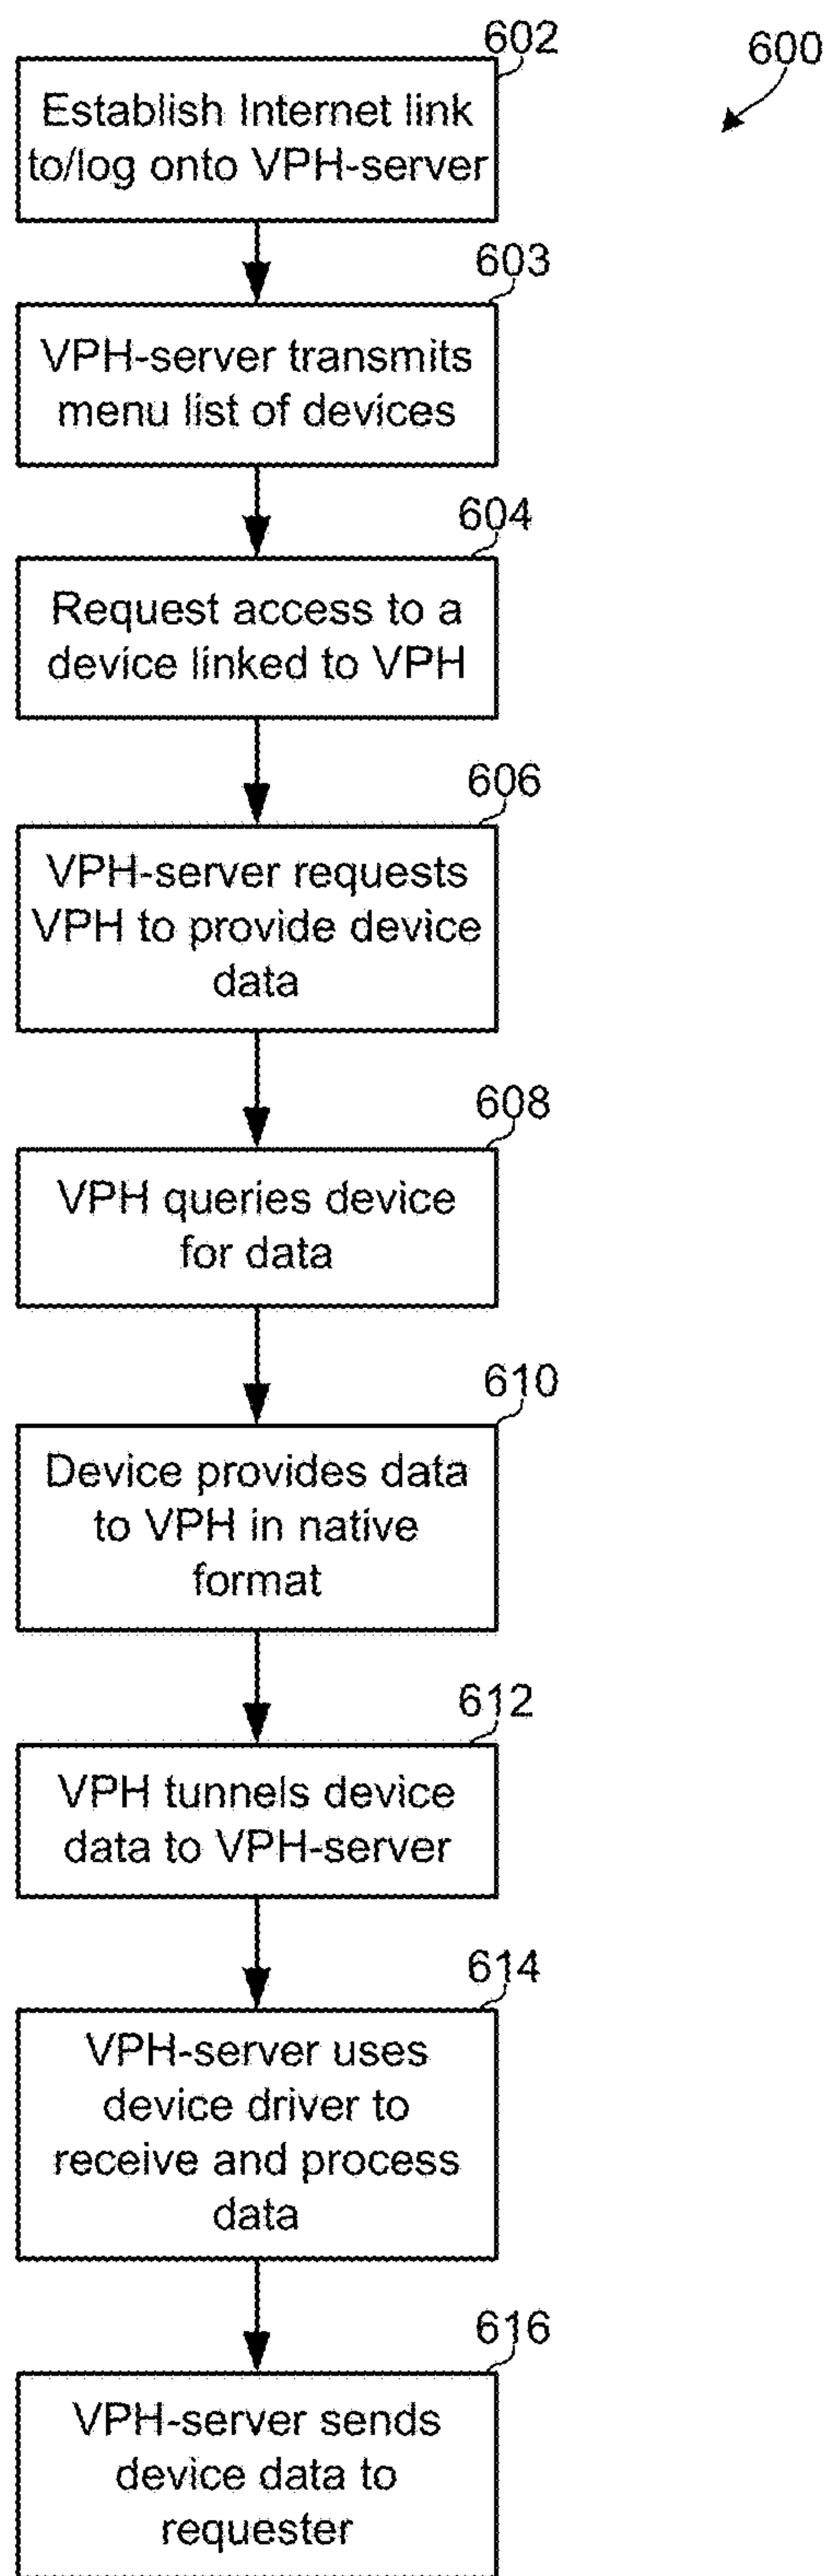 602
600
Establish Internet link
to/log onto VPH-server
603
VPH-server transmits
menu list of devices
604
Request access to a
device linked to VPH
606
VPH-server requests
VPH to provide device
data
608
VPH queries device
for data
610
Device provides data
to VPH in native
format
612
VPH tunnels device
data to VPH-server
614
VPH-server uses
device driver to
receive and process
data
616
VPH-server sends
device data to
requester